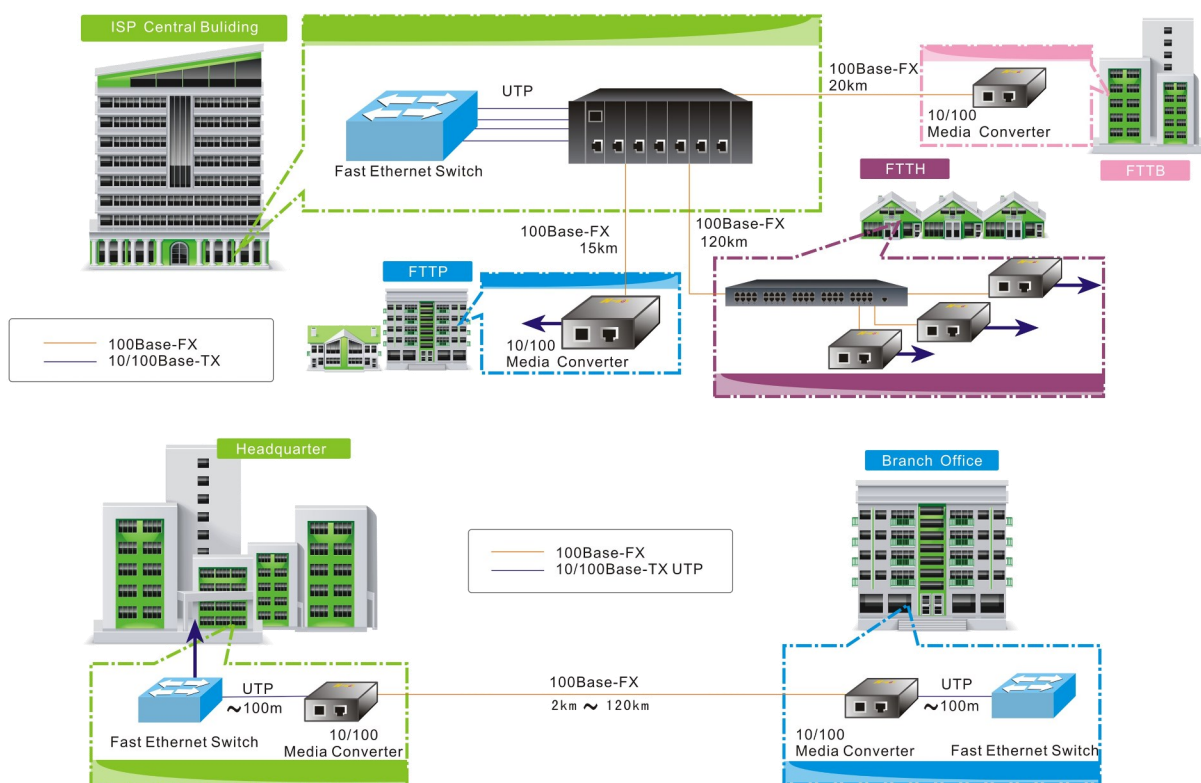 ISP Central Buliding
UTP
Fast Ethernet Switch
100Base-FX
20km
10/100
Media Converter
FTTB
FTTH
100Base-FX
15km
100Base-FX
120km
FTTP
10/100
Media Converter
100Base-FX
10/100Base-TX
Headquarter
Branch Office
100Base-FX
10/100Base-TX UTP
UTP
~100m
Fast Ethernet Switch
10/100
Media Converter
100Base-FX
2km ~ 120km
UTP
~100m
10/100
Media Converter
Fast Ethernet Switch